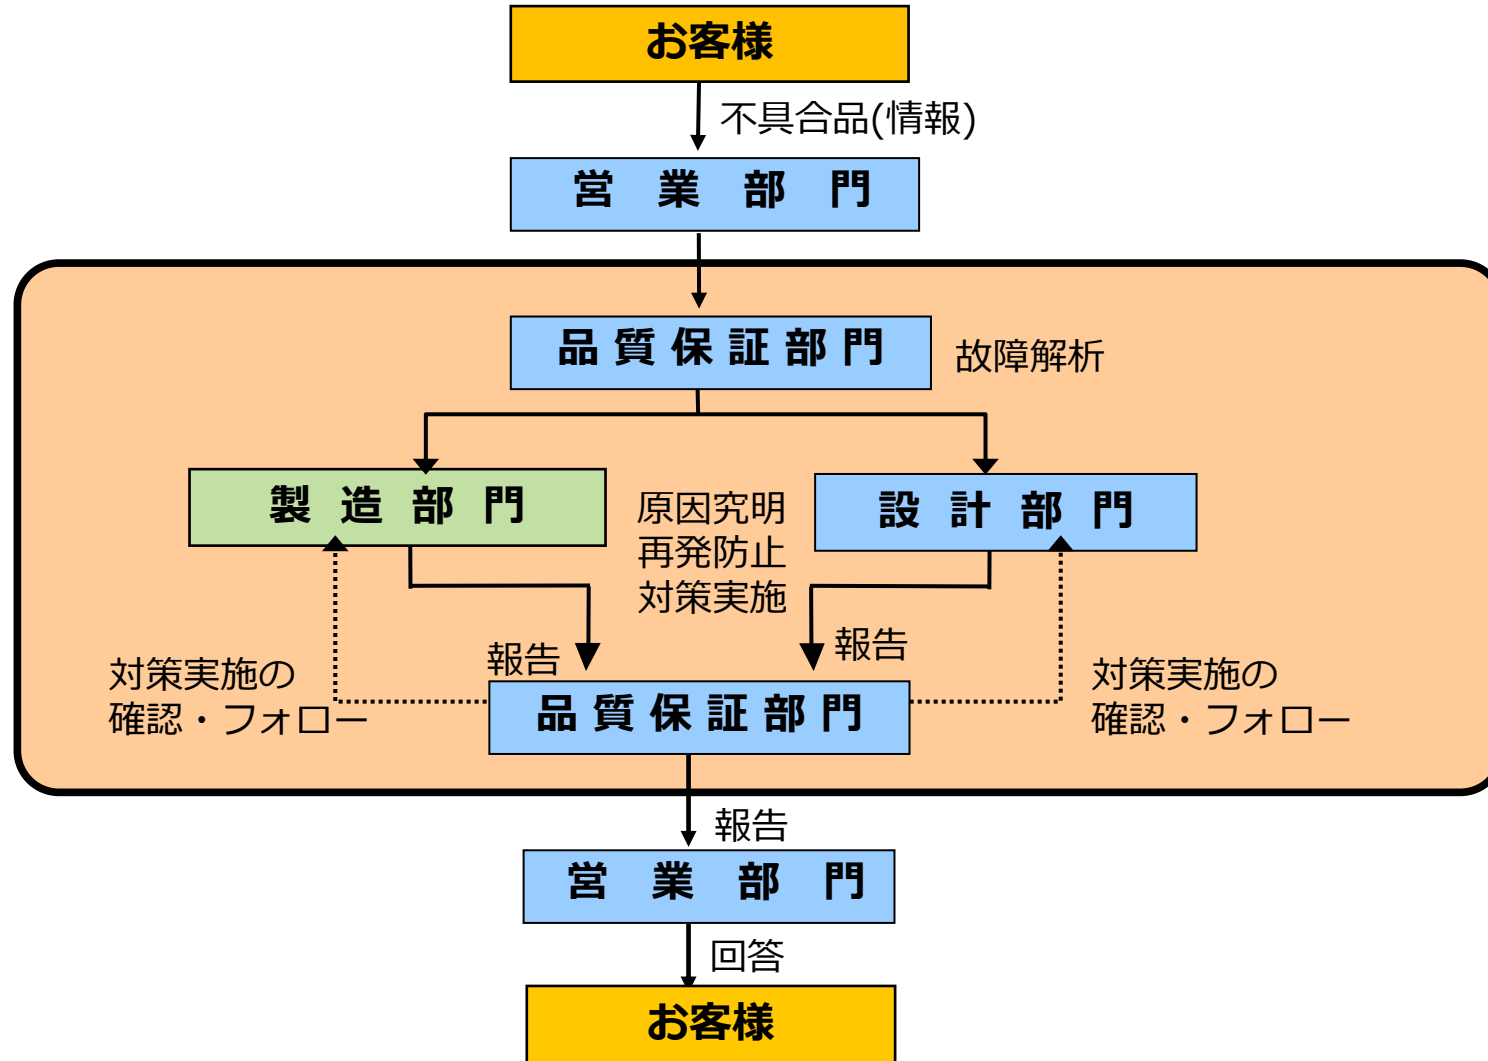 お客様
不具合品(情報)
営業部門
品質保証部門
故障解析
製造部門
設計部門
原因究明
再発防止
対策実施
報告
報告
対策実施の
確認・フォロー
対策実施の
確認・フォロー
品質保証部門
報告
営業部門
回答
お客様